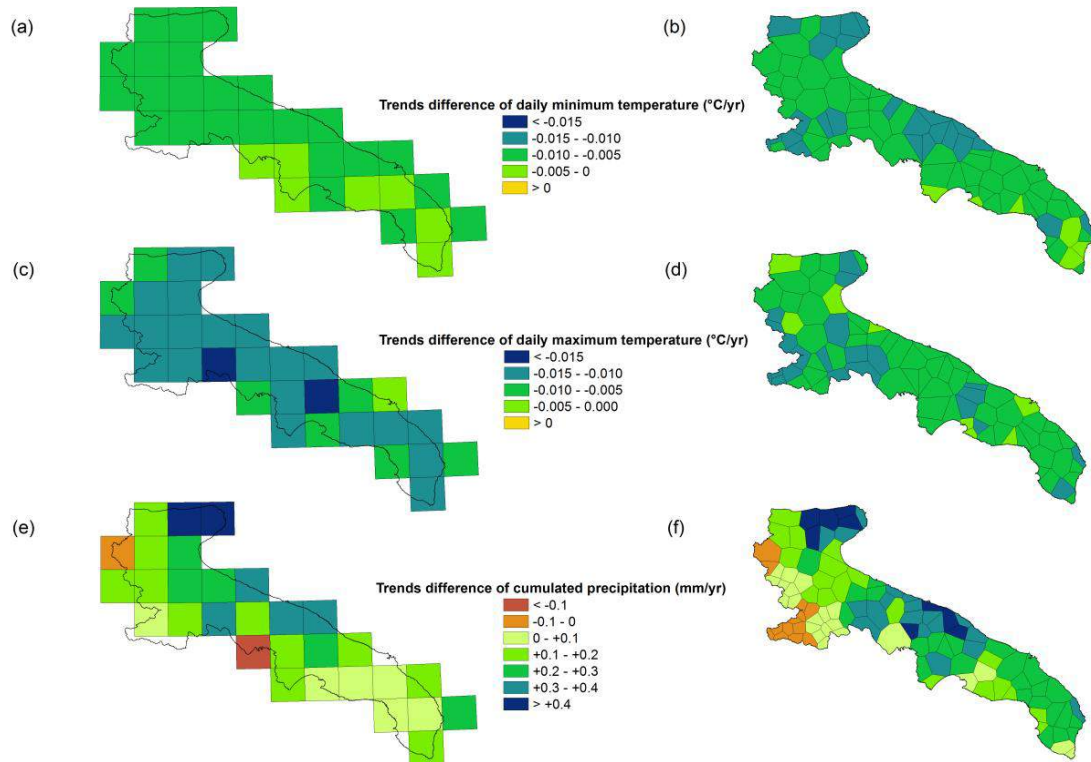 (a)
(b)
Trends difference of daily minimum temperature (°C/yr)
< -0.015
-0.015 - -0.010
-0.010 - -0.005
-0.005 - 0
> 0
(c)
(d)
Trends difference of daily maximum temperature (°C/yr)
< -0.015
-0.015 - -0.010
-0.010 - -0.005
-0.005 - 0.000
> 0
(e)
(f)
Trends difference of cumulated precipitation (mm/yr)
< -0.1
-0.1 - 0
0 - +0.1
+0.1 - +0.2
+0.2 - +0.3
+0.3 - +0.4
> +0.4